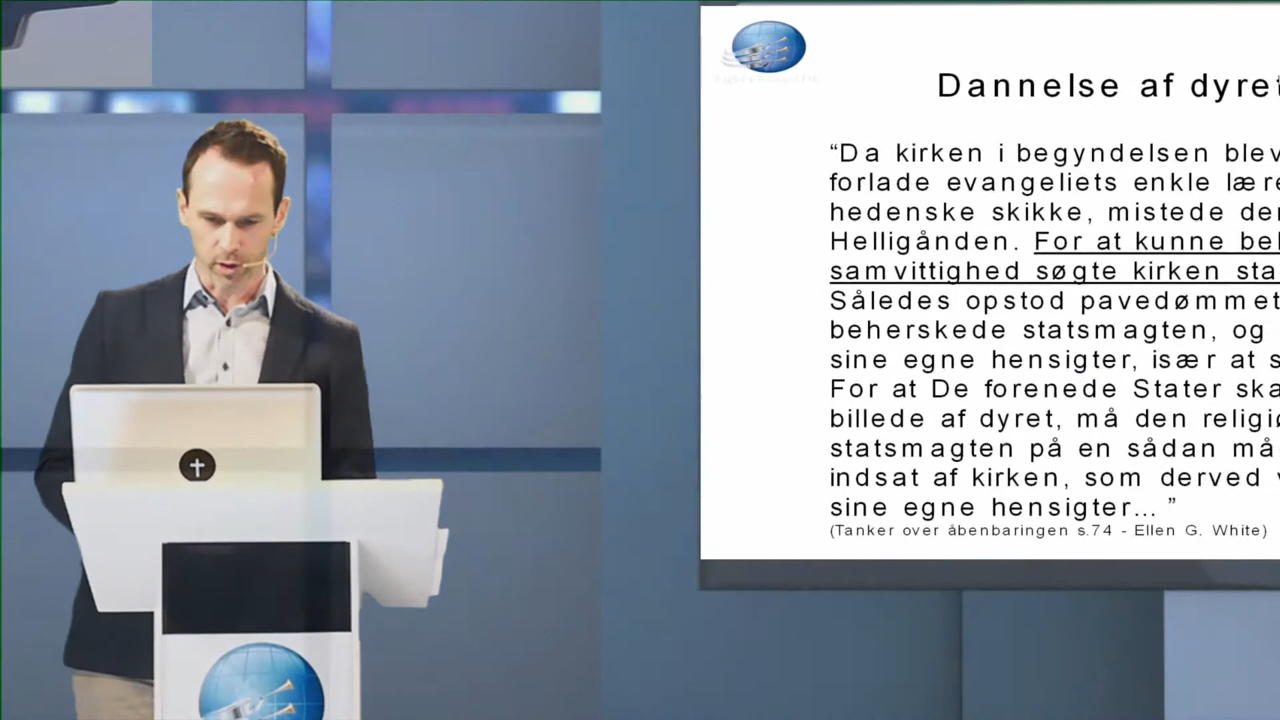 Dannelse af dyret
“Da kirken i begyndelsen blev
forlade evangeliets enkle lære
hedenske skikke, mistede den
Helligånden. For at kunne beh
samvittighed søgte kirken sta
Således opstod pavedømmet
beherskede statsmagten, og
sine egne hensigter, især at s
For at De forenede Stater ska
billede af dyret, må den religiø
statsmagten på en sådan må
indsat af kirken, som derved v
sine egne hensigter... ”
(Tanker over åbenbaringen s.74 - Ellen G. White)